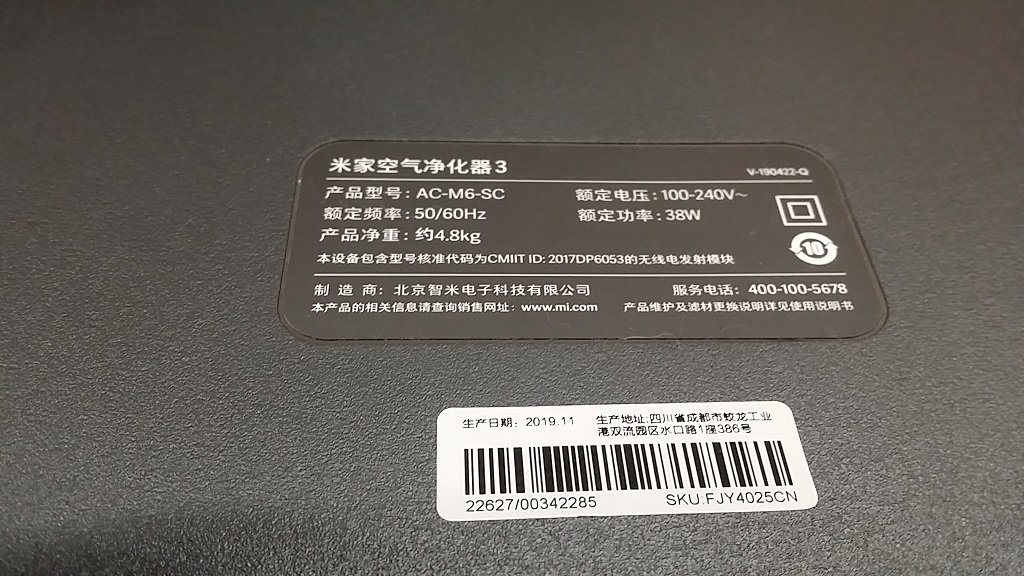 米家空气净化器3
V-190422-Q
产品型号: AC-M6-SC 额定电压: 100-240V~
额定频率: 50/60Hz 额定功率: 38W
产品净重: 约4.8kg
10
本设备包含型号核准代码为CMIIT ID: 2017DP6053的无线电发射模块
制 造 商: 北京智米电子科技有限公司 服务电话: 400-100-5678
本产品的相关信息请查询销售网址: www.mi.com 产品维护及滤材更换说明详见使用说明书
生产日期: 2019.11 生产地址:四川省成都市蛟龙工业
港双流园区水口路1座386号
22627/00342285 SKU:FJY4025CN